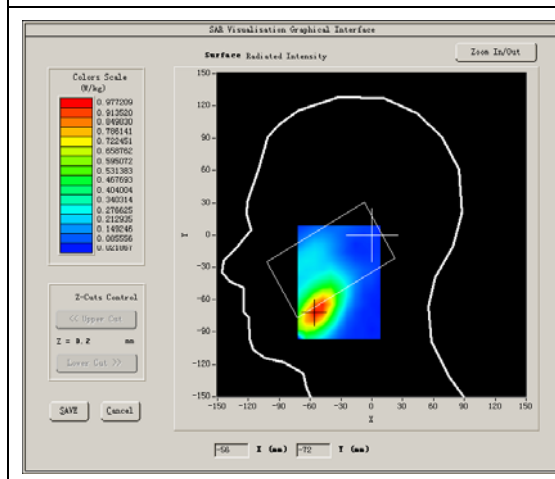 SAR Visualisation Graphical Interface
Surface Radiated Intensity
Zoom In/Out
Colors Scale
(W/kg)
0.977209
0.913520
0.849830
0.786141
0.722451
0.658762
0.595072
0.531383
0.467693
0.404004
0.340314
0.276625
0.212935
0.149246
0.085556
0.021867
150
120
90
60
30
0
-30
-60
-90
-120
-150
Y
-150 -120 -90 -60 -30 0 30 60 90 120 150
X
Z-Cuts Control
<< Upper Cut
Z = 0.2 mm
Lower Cut >>
SAVE
Cancel
-56 X (mm) -72 Y (mm)